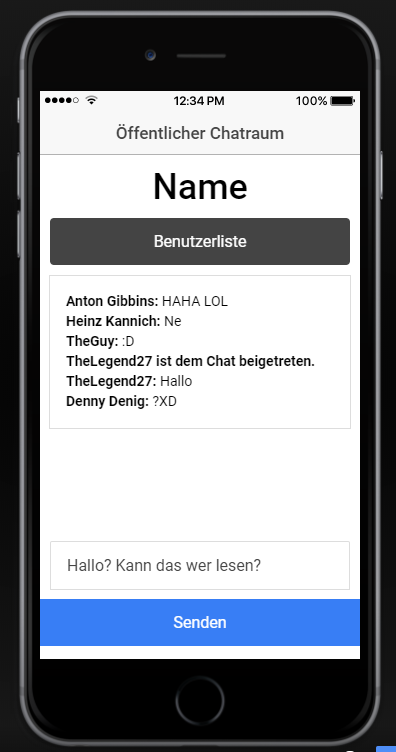 12:34 PM 100%
Öffentlicher Chatraum
Name
Benutzerliste
Anton Gibbins: HAHA LOL
Heinz Kannich: Ne
TheGuy: :D
TheLegend27 ist dem Chat beigetreten.
TheLegend27: Hallo
Denny Denig: ?XD
Hallo? Kann das wer lesen?
Senden